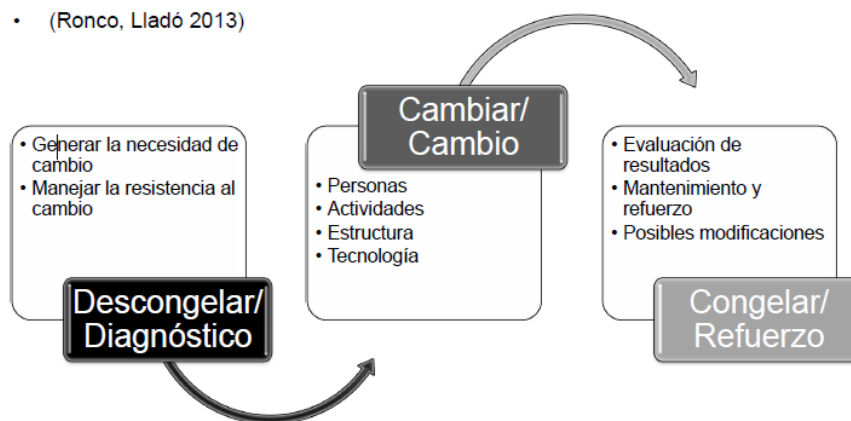 • (Ronco, Lladó 2013)
• Generar la necesidad de
cambio
• Manejar la resistencia al
cambio
Descongelar/
Diagnóstico
Cambiar/
Cambio
• Personas
• Actividades
• Estructura
• Tecnología
• Evaluación de
resultados
• Mantenimiento y
refuerzo
• Posibles modificaciones
Congelar/
Refuerzo